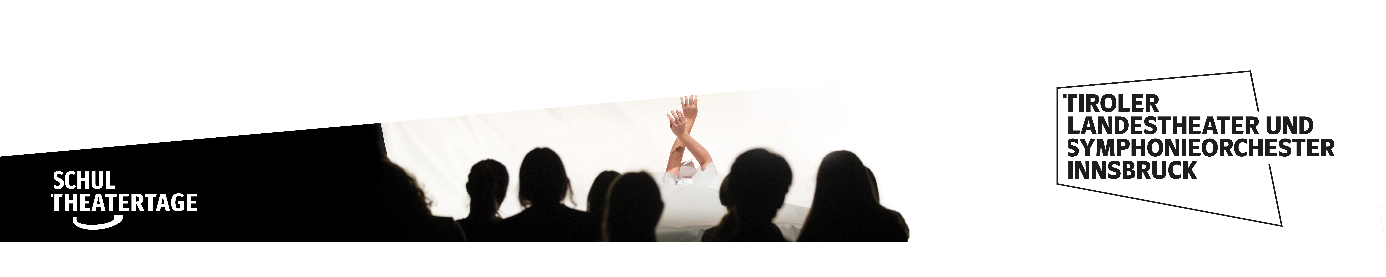 SCHUL
THEATERTAGE
TIROLER
LANDESTHEATER UND
SYMPHONIEORCHESTER
INNSBRUCK